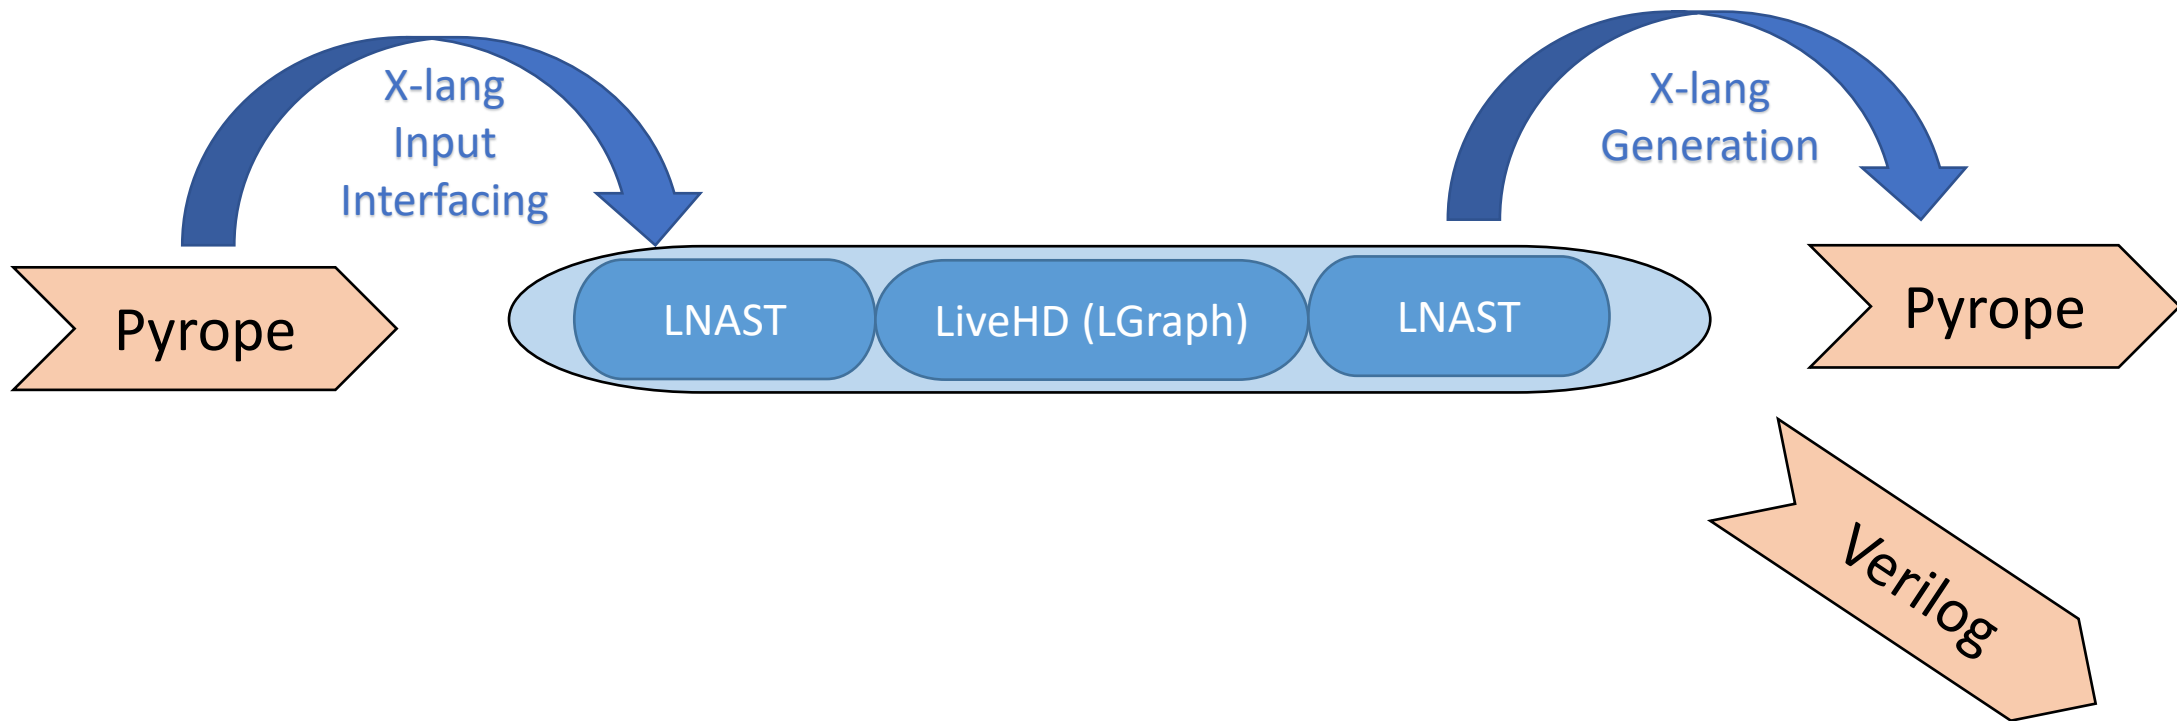 X-lang
Input
Interfacing
X-lang
Generation
Pyrope
LNAST
LiveHD (LGraph)
LNAST
Pyrope
Verilog